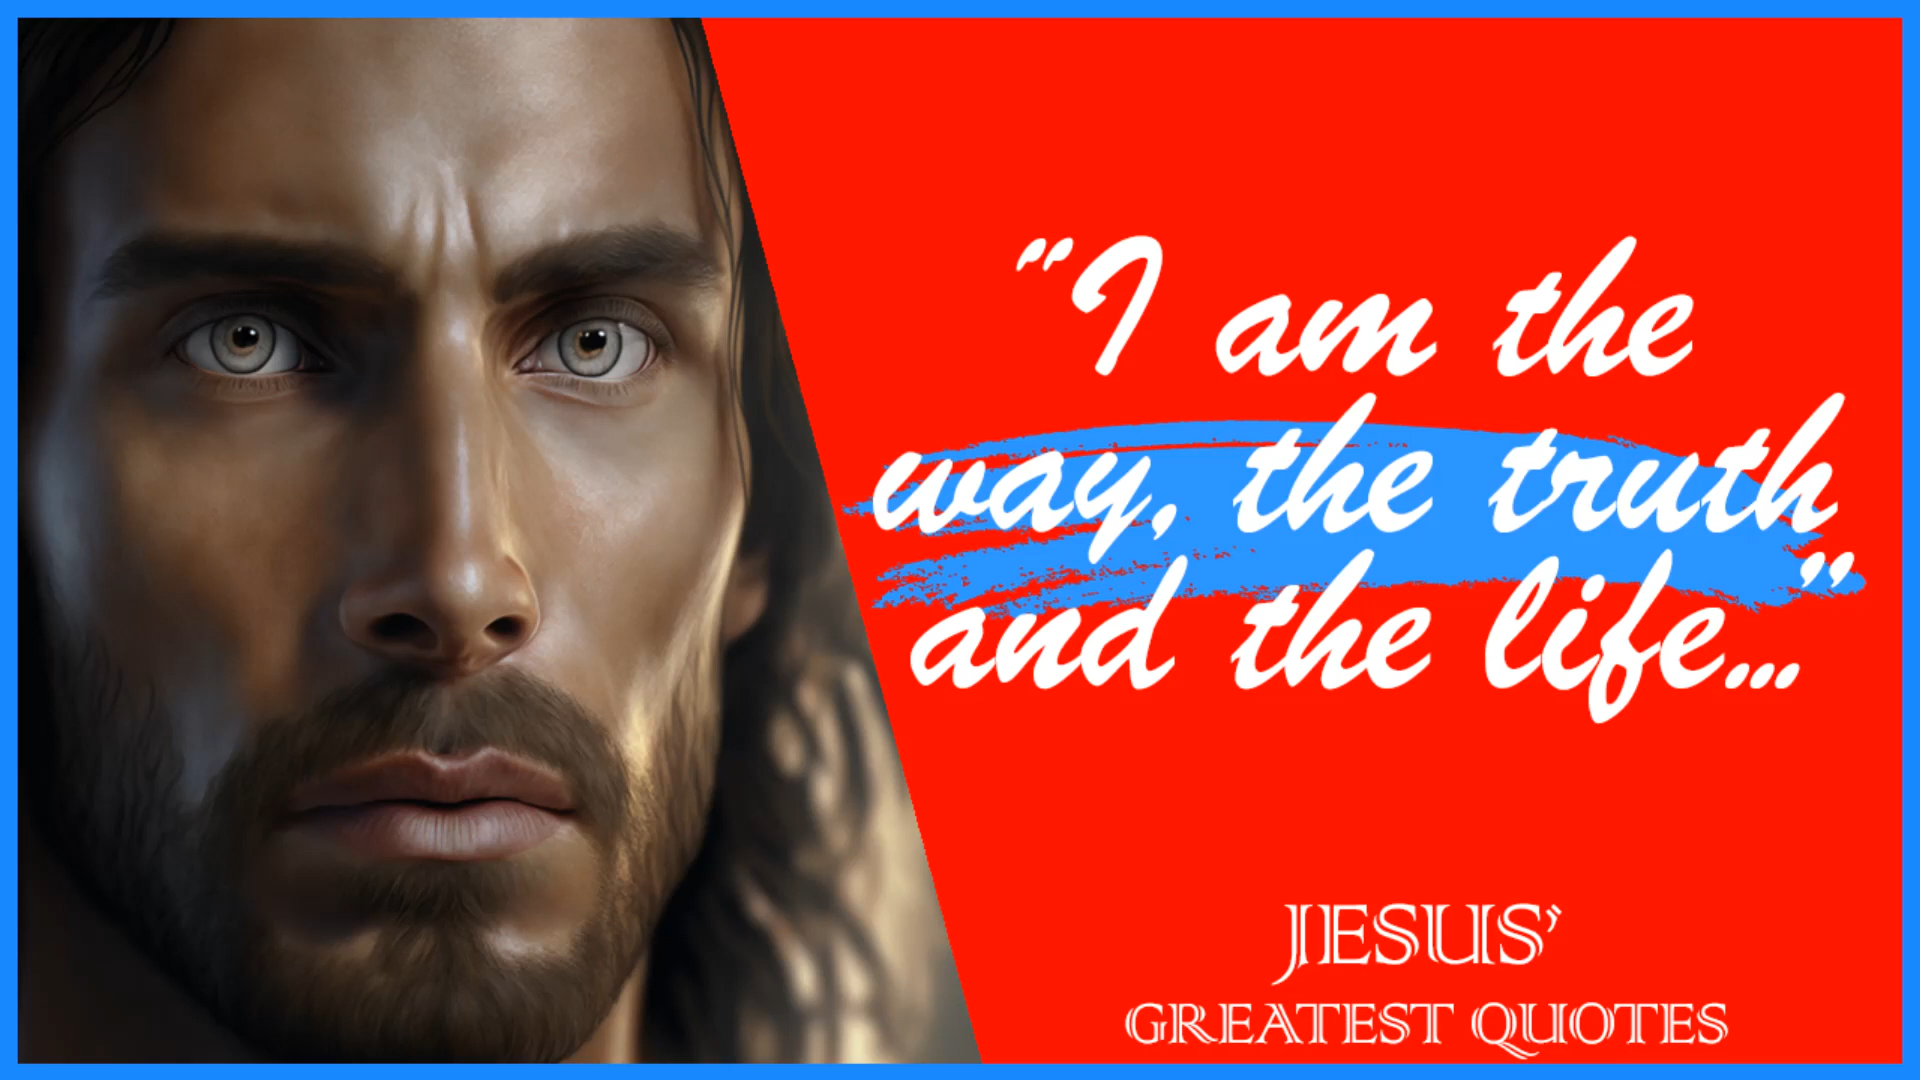 "I am the
way, the truth
and the life..."
JESUS'
GREATEST QUOTES